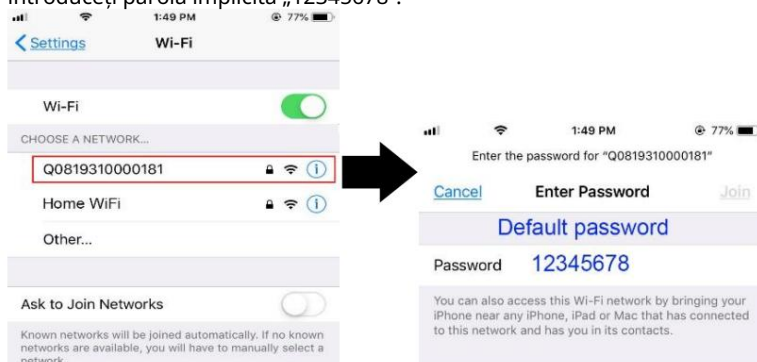 introduceți parola implicită „12345678”.
1:49 PM
77%
Settings
Wi-Fi
Wi-Fi
CHOOSE A NETWORK...
Q0819310000181
Home WiFi
Other...
Ask to Join Networks
Known networks will be joined automatically. If no known
networks are available, you will have to manually select a
network.
1:49 PM
77%
Enter the password for “Q0819310000181”
Cancel
Enter Password
Join
Default password
Password 12345678
You can also access this Wi-Fi network by bringing your
iPhone near any iPhone, iPad or Mac that has connected
to this network and has you in its contacts.